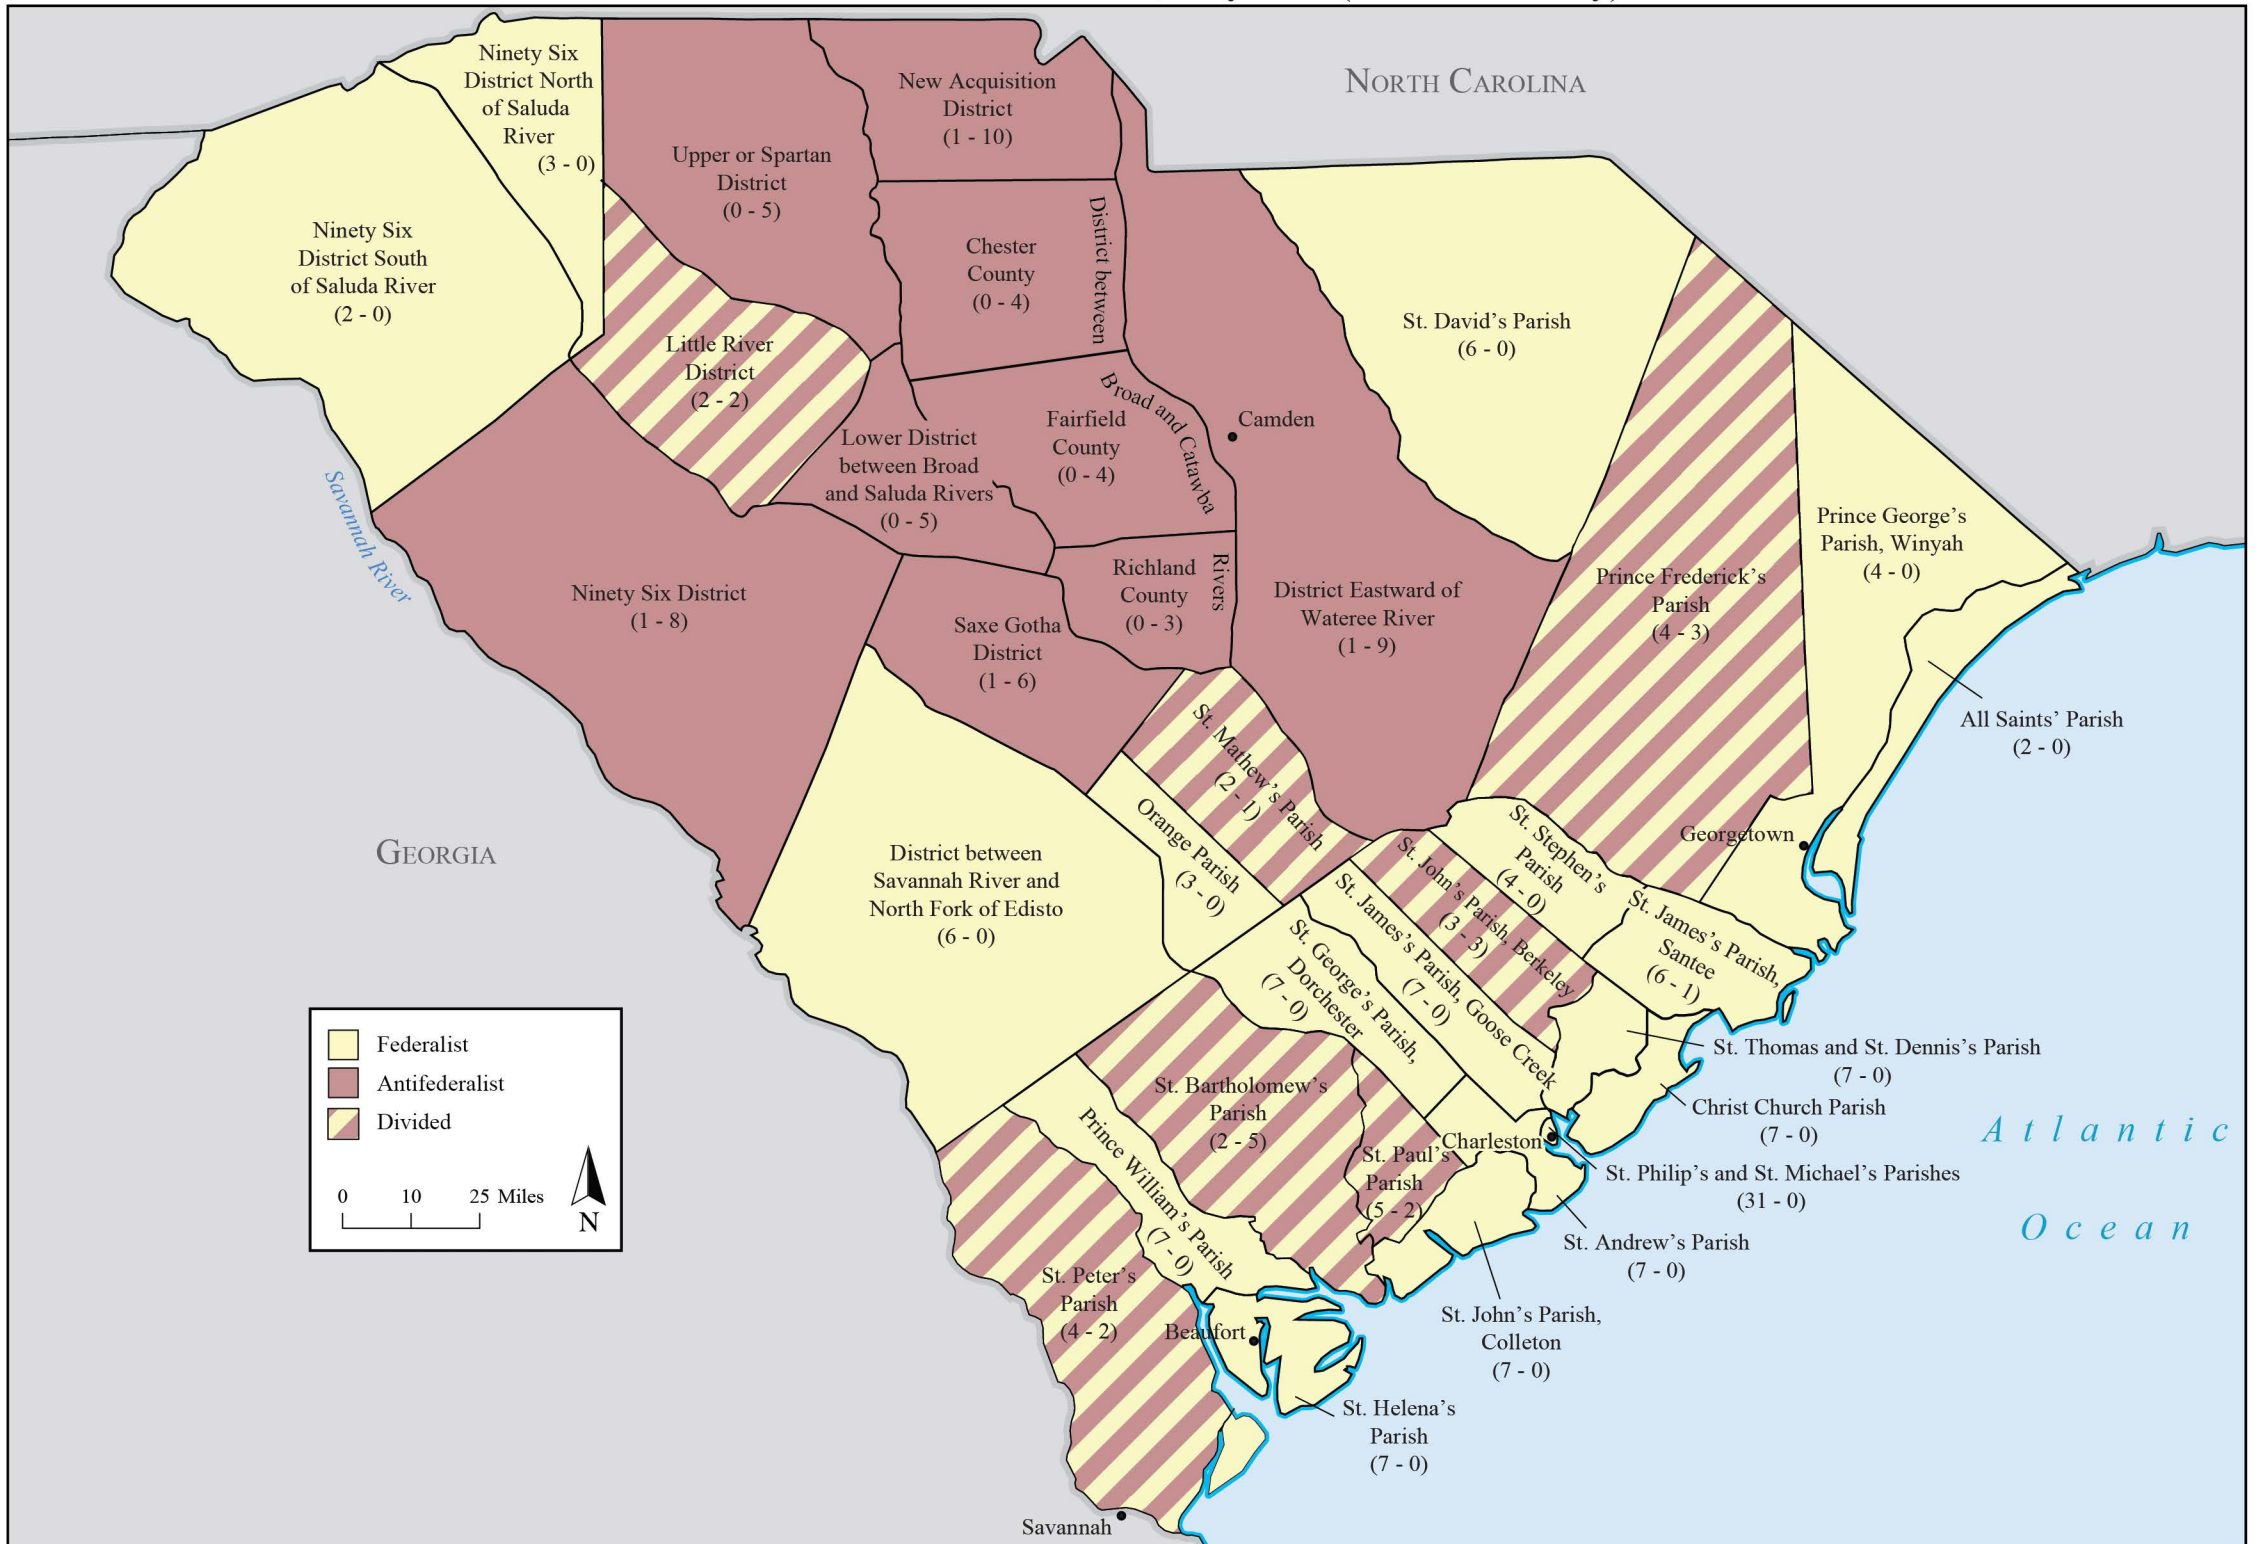 Ninety Six
District North
of Saluda
River
(3 - 0)
New Acquisition
District
(1 - 10)
NORTH CAROLINA
Upper or Spartan
District
(0 - 5)
Ninety Six
District South
of Saluda River
(2 - 0)
Chester
County
(0 - 4)
District between
Broad and Catawba
Rivers
St. David's Parish
(6 - 0)
Little River
District
(2 - 2)
Lower District
between Broad
and Saluda Rivers
(0 - 5)
Fairfield
County
(0 - 4)
Camden
Savannah River
Ninety Six District
(1 - 8)
Richland
County
(0 - 3)
Saxe Gotha
District
(1 - 6)
District Eastward of
Wateree River
(1 - 9)
Prince Frederick's
Parish
(4 - 3)
Prince George's
Parish, Winyah
(4 - 0)
All Saints' Parish
(2 - 0)
GEORGIA
District between
Savannah River and
North Fork of Edisto
(6 - 0)
St. Mathew's Parish
(2 - 1)
Orange Parish
(3 - 0)
Georgetown
St. Stephen's
Parish
(4 - 0)
St. John's Parish, Berkeley
(3 - 3)
St. James's Parish,
Santee
(6 - 1)
St. James's Parish, Goose Creek
(7 - 0)
St. George's Parish,
Dorchester
(7 - 0)
St. Thomas and St. Dennis's Parish
(7 - 0)
Christ Church Parish
(7 - 0)
St. Bartholomew's
Parish
(2 - 5)
Charleston
St. Paul's
Parish
(5 - 2)
St. Philip's and St. Michael's Parishes
(31 - 0)
St. Andrew's Parish
(7 - 0)
Prince William's Parish
(7 - 0)
St. Peter's
Parish
(4 - 2)
Beaufort
St. John's Parish,
Colleton
(7 - 0)
St. Helena's
Parish
(7 - 0)
Savannah
Atlantic
Ocean
Federalist
Antifederalist
Divided
0 10 25 Miles
N